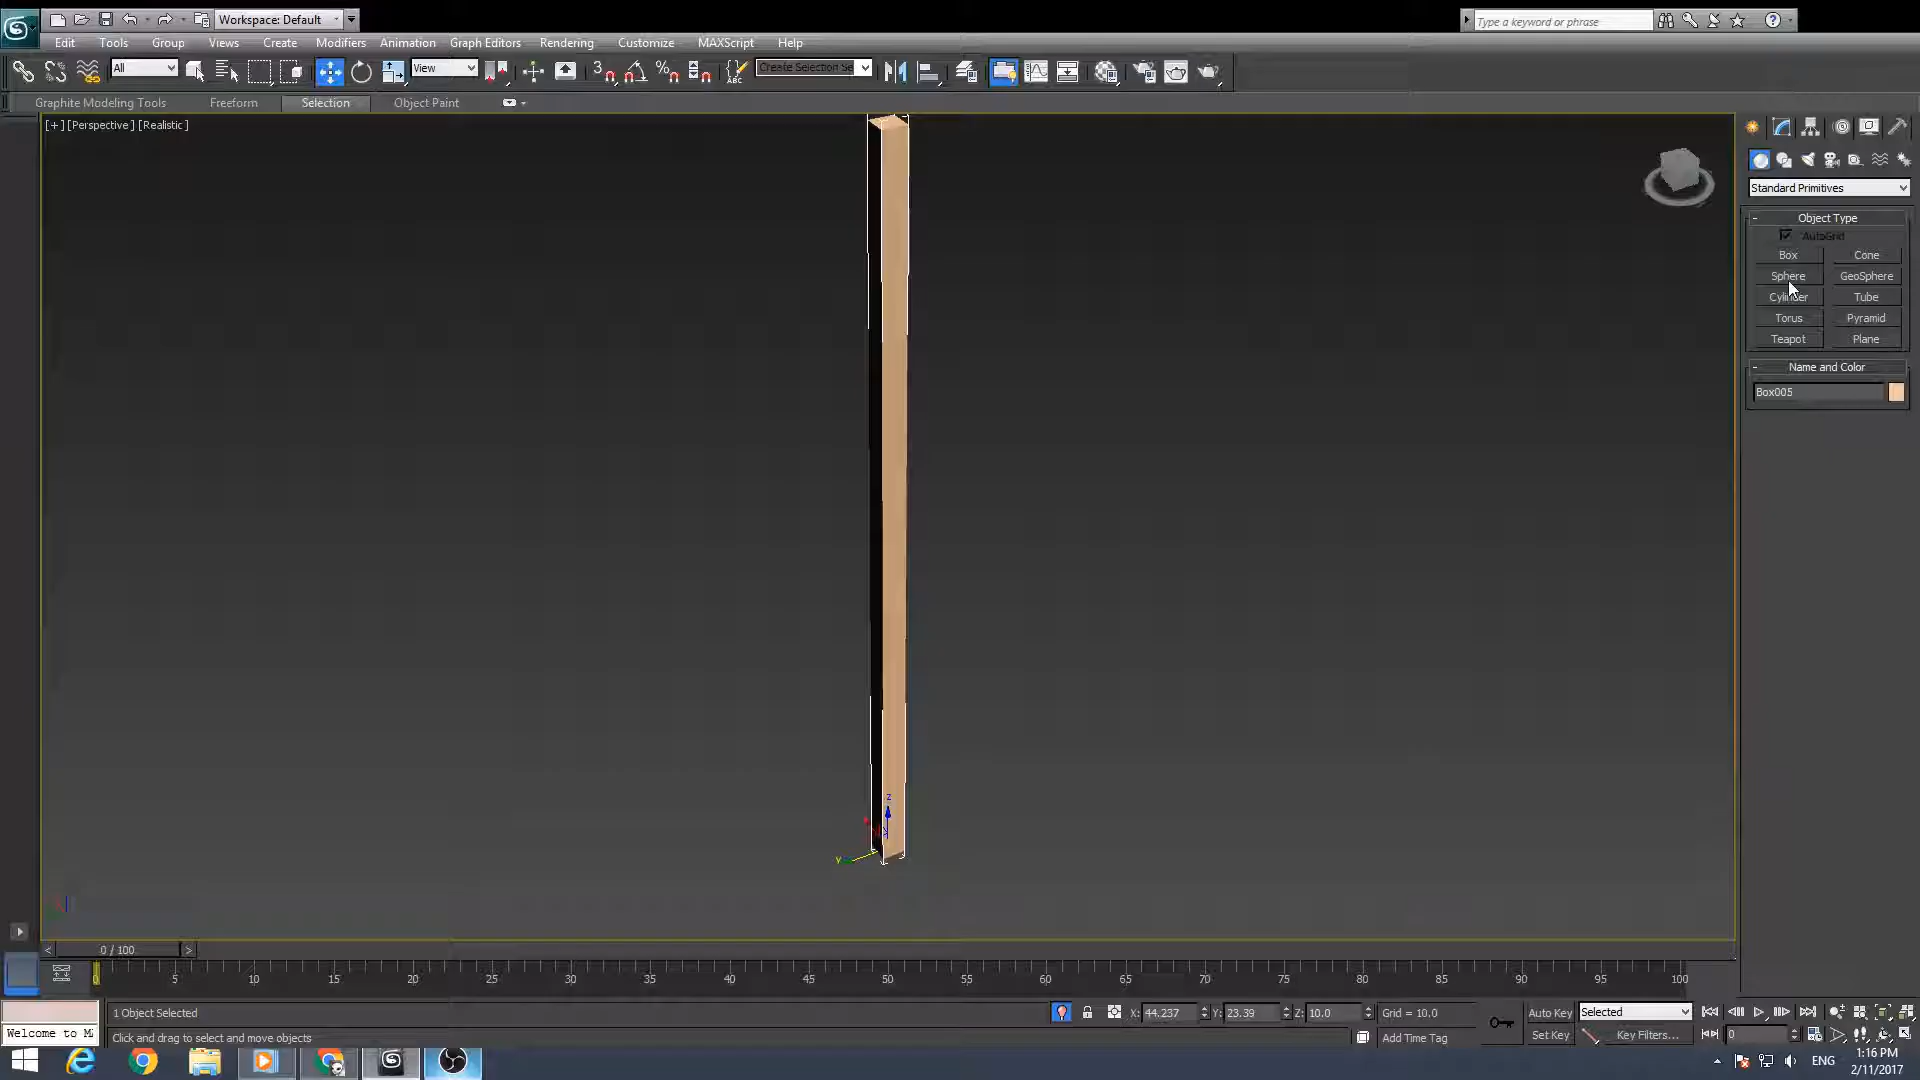 Workspace: Default
Type a keyword or phrase
Edit Tools Group Views Create Modifiers Animation Graph Editors Rendering Customize MAXScript Help
All
View
ABC
Create Selection Se
Graphite Modeling Tools Freeform Selection Object Paint
[+] [Perspective] [Realistic]
Standard Primitives
- Object Type
AutoGrid
Box Cone
Sphere GeoSphere
Cylinder Tube
Torus Pyramid
Teapot Plane
- Name and Color
Box005
z
y
< 0 / 100 >
0 5 10 15 20 25 30 35 40 45 50 55 60 65 70 75 80 85 90 95 100
1 Object Selected
X: 44.237 Y: 23.39 Z: 10.0 Grid = 10.0
Auto Key Selected
Welcome to M
Click and drag to select and move objects
Add Time Tag
Set Key Key Filters... 0
ENG
1:16 PM
2/11/2017